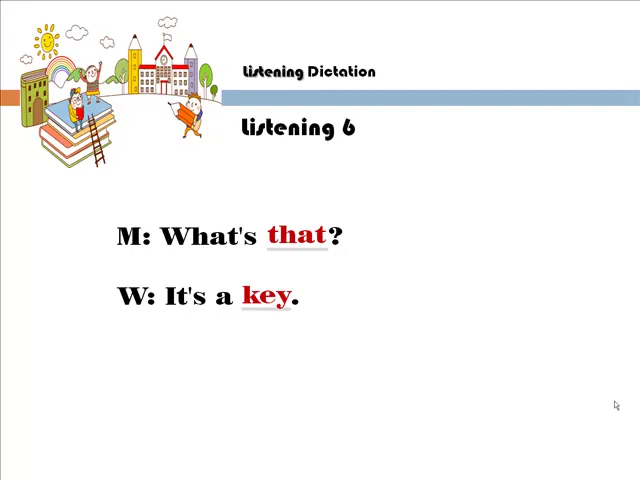 Listening Dictation
Listening 6
M: What's that?
W: It's a key.